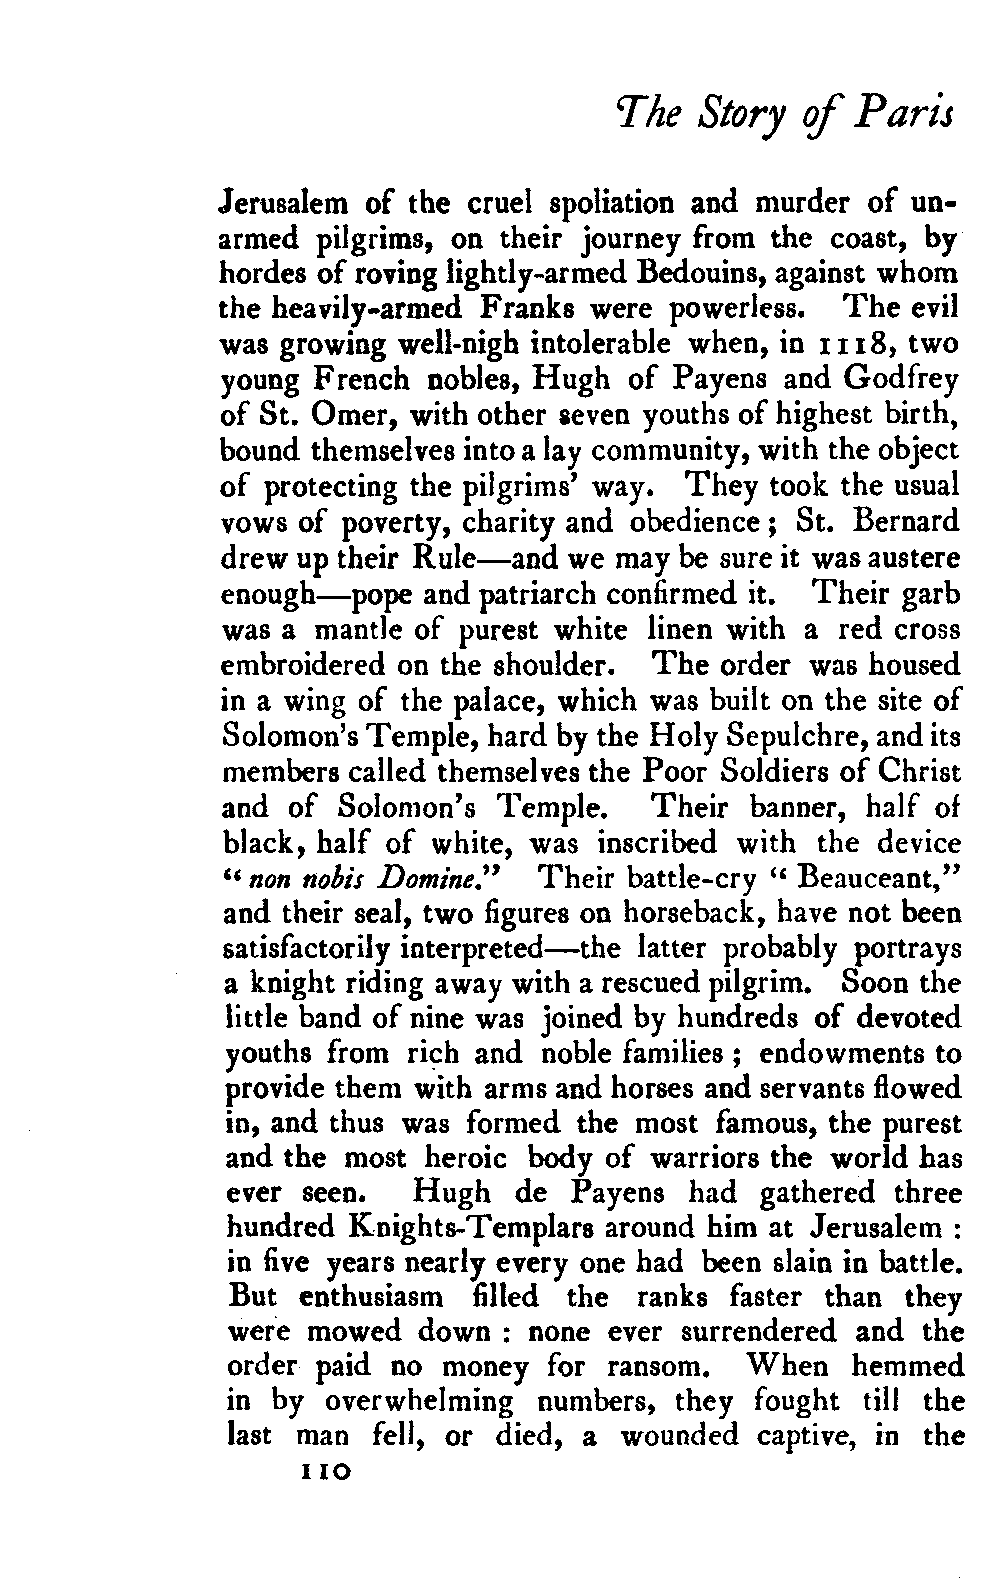 The Story of Paris
Jerusalem of the cruel spoliation and murder of un-
armed pilgrims, on their journey from the coast, by
hordes of roving lightly-armed Bedouins, against whom
the heavily-armed Franks were powerless. The evil
was growing well-nigh intolerable when, in 1118, two
young French nobles, Hugh of Payens and Godfrey
of St. Omer, with other seven youths of highest birth,
bound themselves into a lay community, with the object
of protecting the pilgrims' way. They took the usual
vows of poverty, charity and obedience; St. Bernard
drew up their Rule—and we may be sure it was austere
enough—pope and patriarch confirmed it. Their garb
was a mantle of purest white linen with a red cross
embroidered on the shoulder. The order was housed
in a wing of the palace, which was built on the site of
Solomon's Temple, hard by the Holy Sepulchre, and its
members called themselves the Poor Soldiers of Christ
and of Solomon's Temple. Their banner, half of
black, half of white, was inscribed with the device
"non nobis Domine." Their battle-cry "Beauceant,"
and their seal, two figures on horseback, have not been
satisfactorily interpreted—the latter probably portrays
a knight riding away with a rescued pilgrim. Soon the
little band of nine was joined by hundreds of devoted
youths from rich and noble families; endowments to
provide them with arms and horses and servants flowed
in, and thus was formed the most famous, the purest
and the most heroic body of warriors the world has
ever seen. Hugh de Payens had gathered three
hundred Knights-Templars around him at Jerusalem :
in five years nearly every one had been slain in battle.
But enthusiasm filled the ranks faster than they
were mowed down : none ever surrendered and the
order paid no money for ransom. When hemmed
in by overwhelming numbers, they fought till the
last man fell, or died, a wounded captive, in the
110